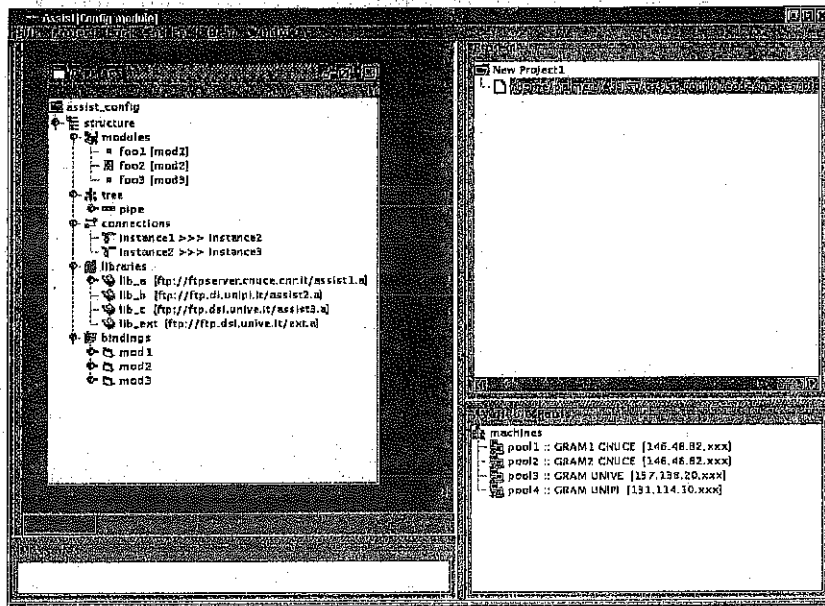 Assist[Config module]
assist_config
structure
modules
foo1 [mod1]
foo2 [mod2]
foo3 [mod3]
tree
pipe
connections
instance1 >>> instance2
instance2 >>> instance3
libraries
lib_a [ftp://ftpserver.cnuce.cnr.it/assist1.a]
lib_b [ftp://ftp.di.unipi.it/assist2.a]
lib_c [ftp://ftp.dsi.unive.it/assist3.a]
lib_ext [ftp://ftp.dsi.unive.it/ext.a]
bindings
mod1
mod2
mod3
New Project1
machines
pool1 :: GRAM1 CNUCE [146.48.82.xxx]
pool2 :: GRAM2 CNUCE [146.48.82.xxx]
pool3 :: GRAM UNIVE [157.138.20.xxx]
pool4 :: GRAM UNIPI [131.114.30.xxx]